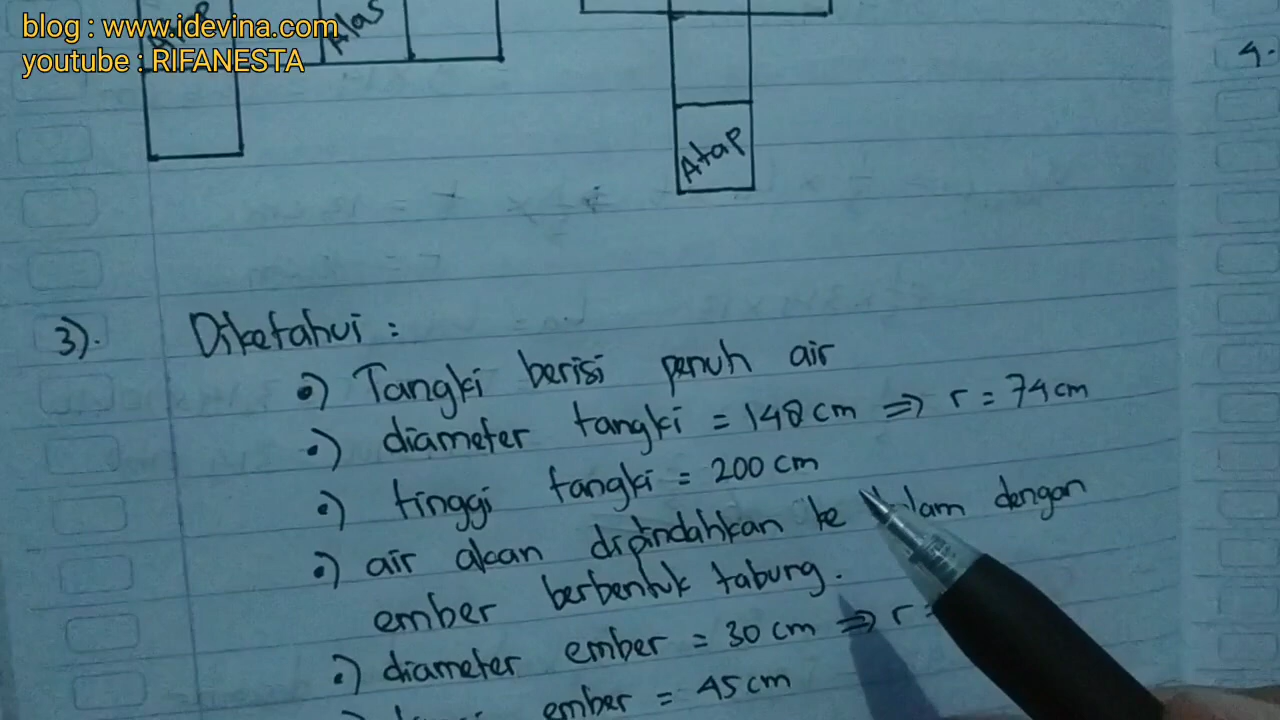 blog : www.idevina.com
youtube : RIFANESTA
Atap
Alas
Atap
4.
3). Diketahui :
•) Tangki berisi penuh air
•) diameter tangki = 148 cm ⇒ r = 74 cm
•) tinggi tangki = 200 cm
•) air akan dipindahkan ke dengan
ember berbentuk tabung.
•) diameter ember = 30 cm ⇒ r =
ember = 45 cm